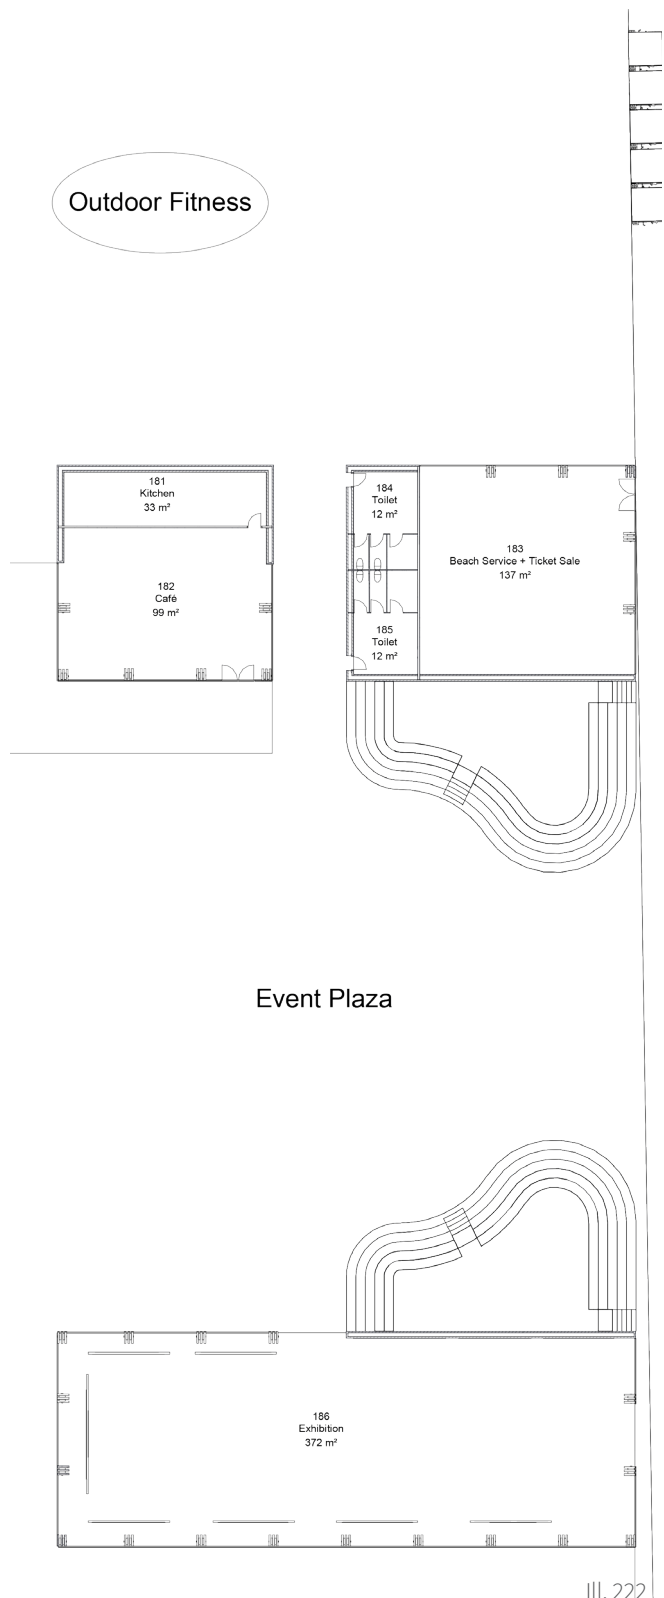 Outdoor Fitness
181
Kitchen
33 m²
182
Café
99 m²
184
Toilet
12 m²
183
Beach Service + Ticket Sale
137 m²
185
Toilet
12 m²
Event Plaza
186
Exhibition
372 m²
Ill. 222